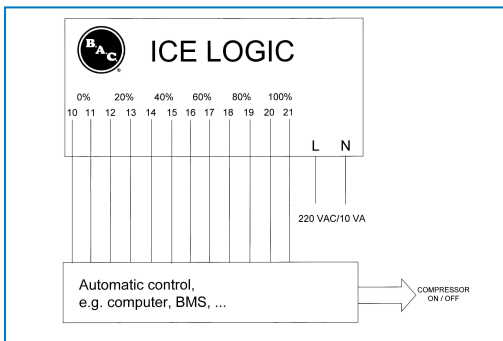 B.A.C. ®
ICE LOGIC
0% 20% 40% 60% 80% 100%
10 11 12 13 14 15 16 17 18 19 20 21
L N
220 VAC/10 VA
Automatic control,
e.g. computer, BMS, ...
COMPRESSOR
ON / OFF